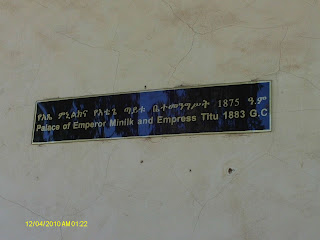 የአፄ ምኒልክና የእቴጌ ጣይቱ ቤተመንግሥት 1875 ዓ.ም
Palace of Emperor Minilk and Empress Titu 1883 G.C
12/04/2010 AM 01:22